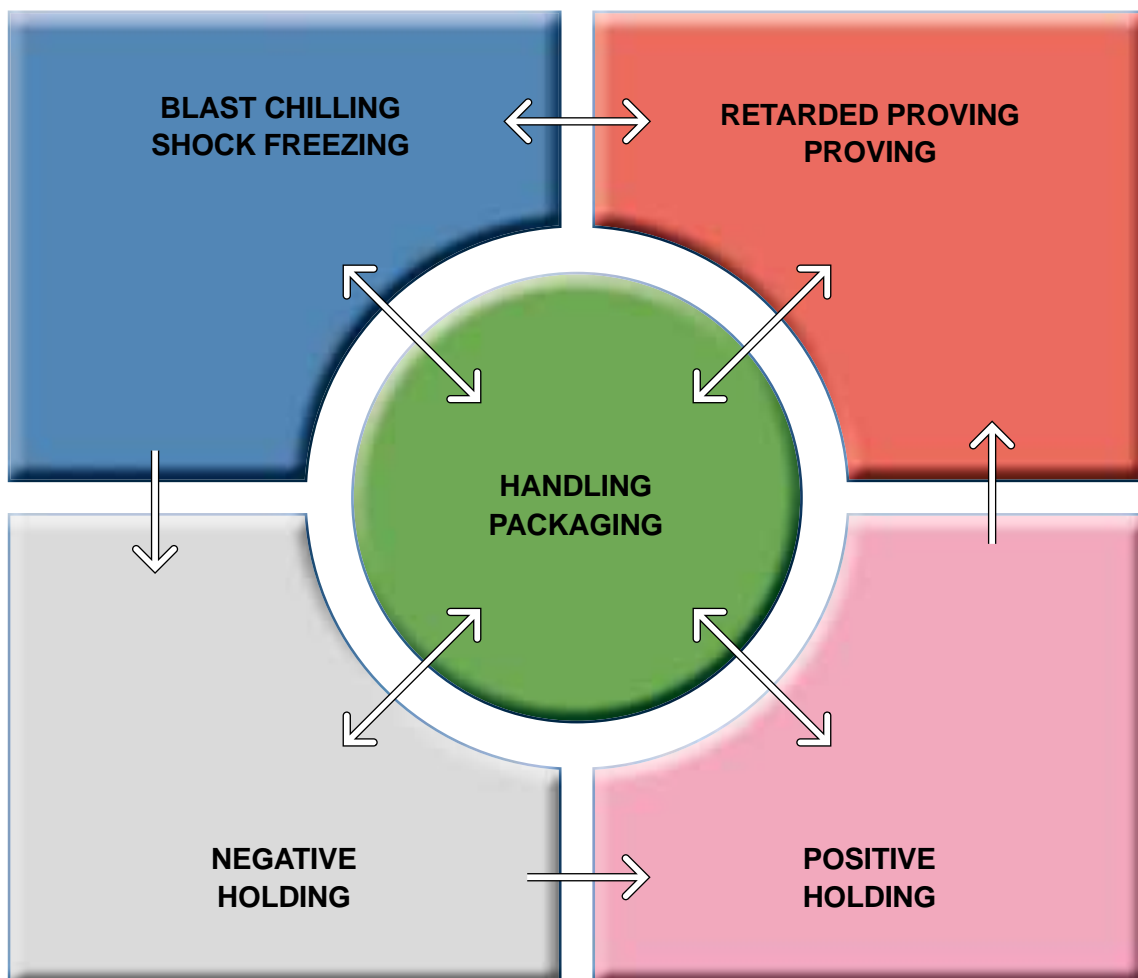 BLAST CHILLING
SHOCK FREEZING
RETARDED PROVING
PROVING
HANDLING
PACKAGING
NEGATIVE
HOLDING
POSITIVE
HOLDING